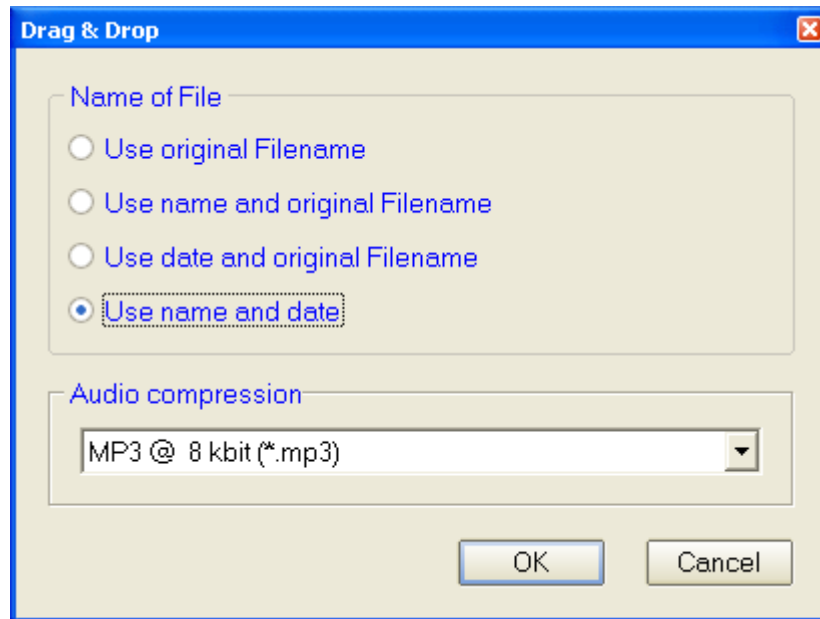 Drag & Drop
Name of File
Use original Filename
Use name and original Filename
Use date and original Filename
Use name and date
Audio compression
MP3 @  8 kbit (*.mp3)
OK
Cancel